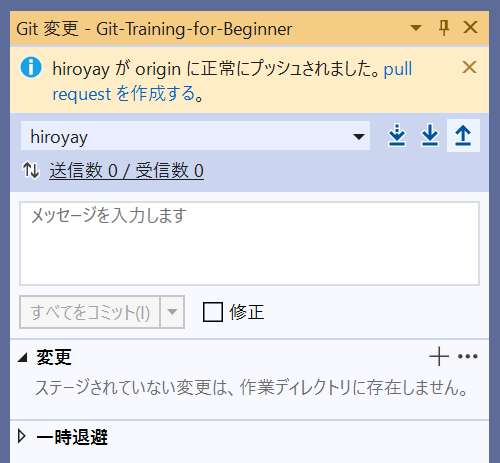 Git 変更 - Git-Training-for-Beginner
hiroyay が origin に正常にプッシュされました。pull
request を作成する。
hiroyay
送信数 0 / 受信数 0
メッセージを入力します
すべてをコミット(I)
修正
変更
ステージされていない変更は、作業ディレクトリに存在しません。
一時退避